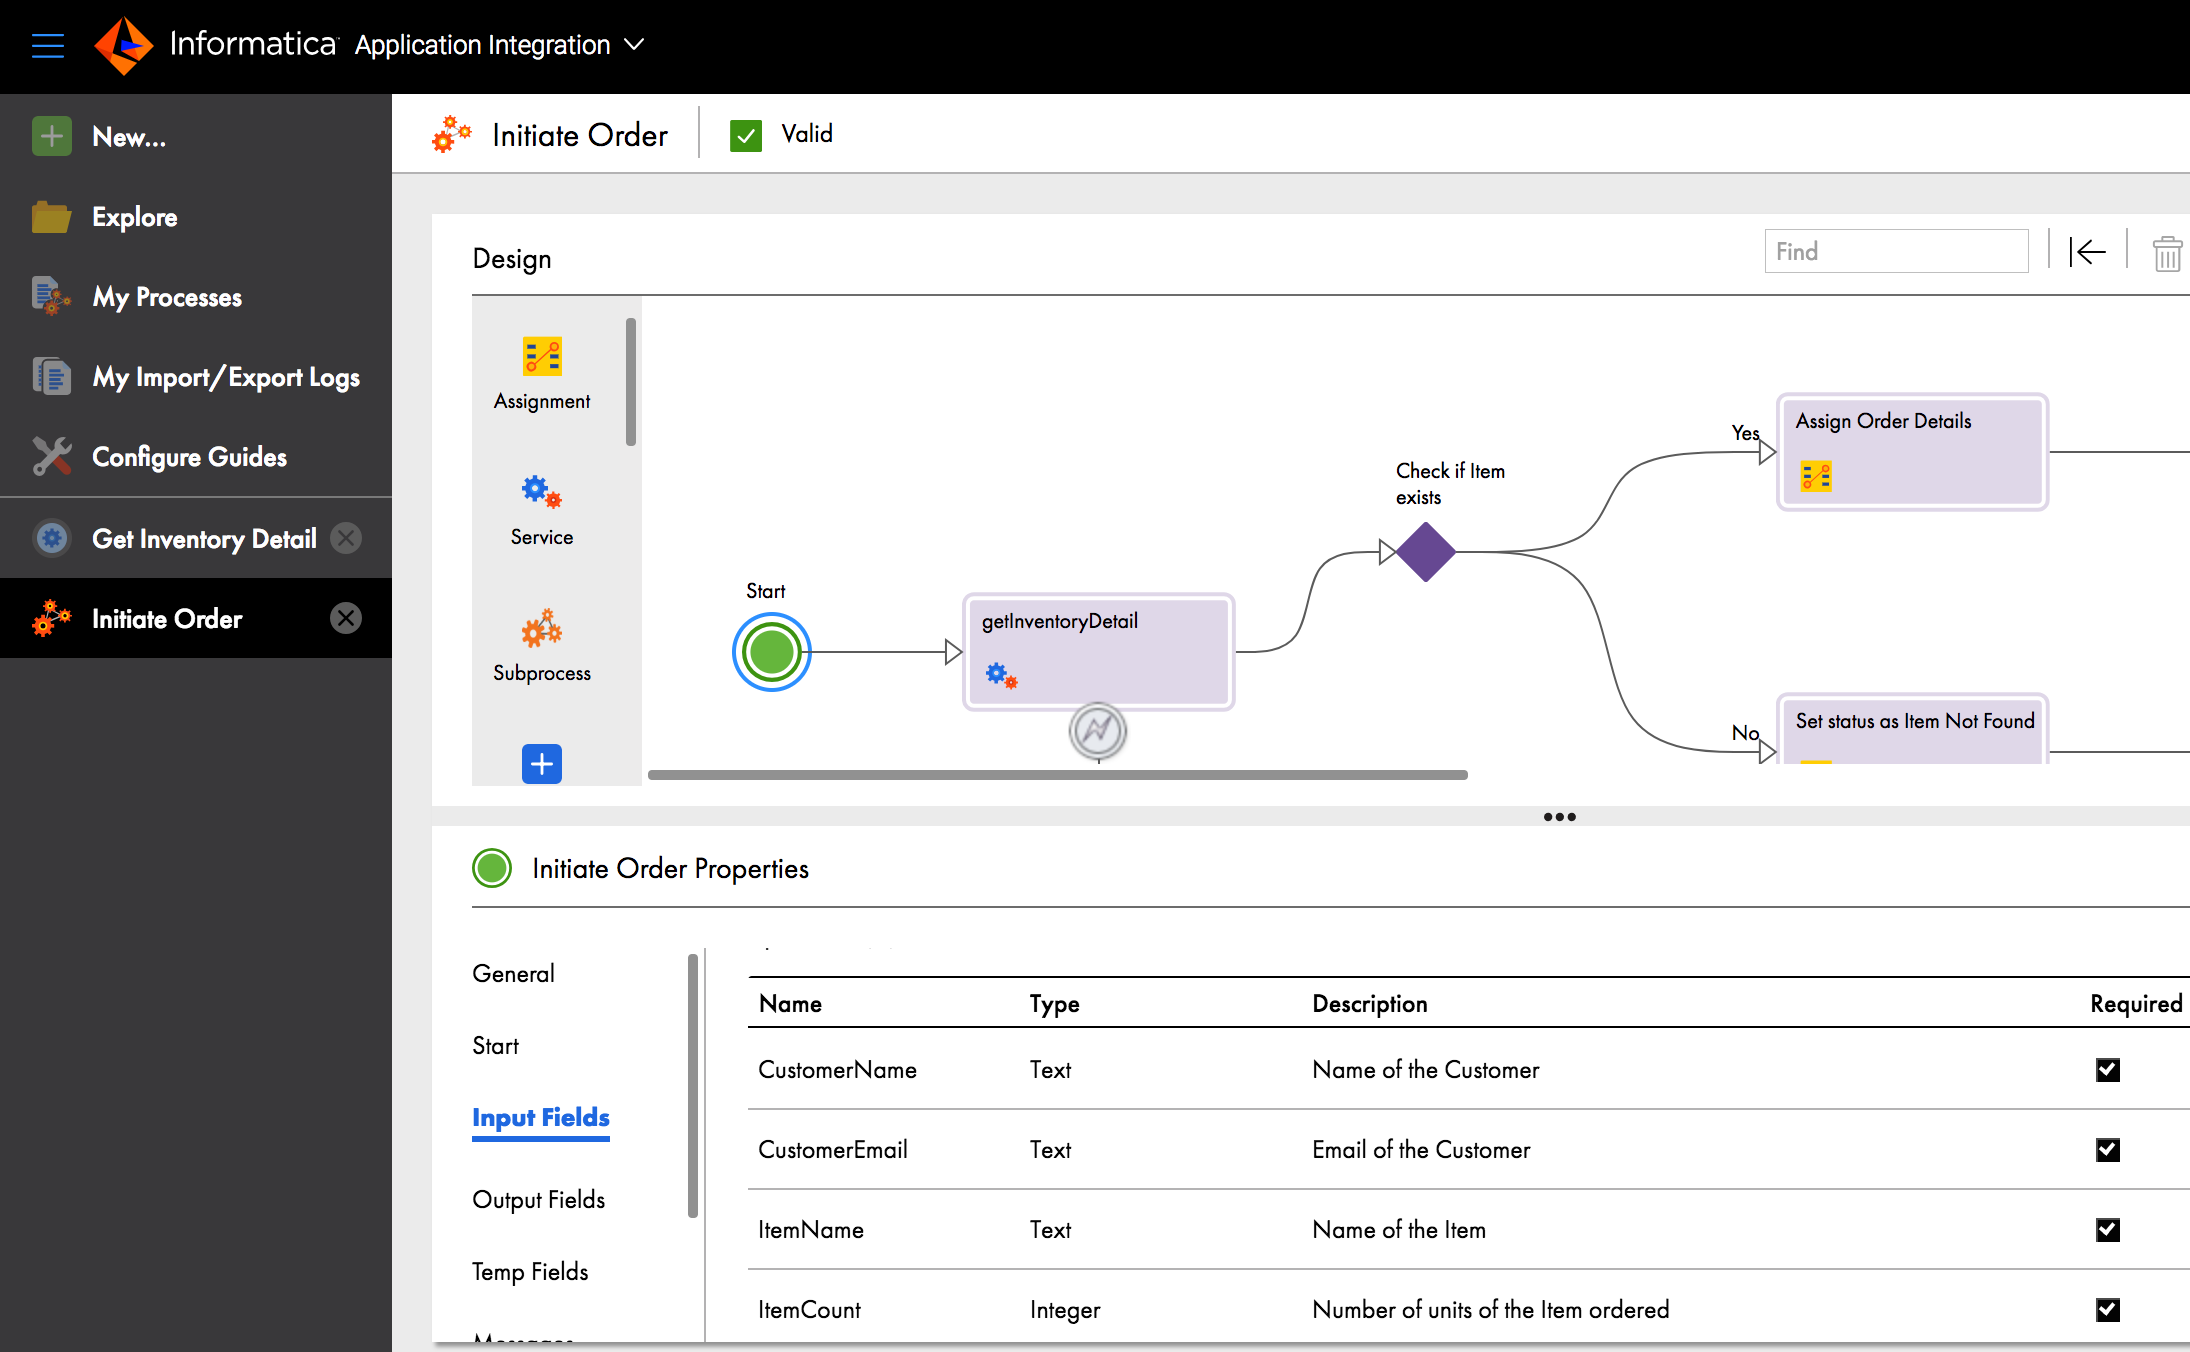 Informatica Application Integration
New...
Explore
My Processes
My Import/Export Logs
Configure Guides
Get Inventory Detail
Initiate Order
Initiate Order
Valid
Design
Find
Assignment
Service
Subprocess
Start
getInventoryDetail
Check if Item
exists
Yes
Assign Order Details
No
Set status as Item Not Found
Initiate Order Properties
General
Start
Input Fields
Output Fields
Temp Fields
Messages
Name Type Description Required
CustomerName Text Name of the Customer
CustomerEmail Text Email of the Customer
ItemName Text Name of the Item
ItemCount Integer Number of units of the Item ordered